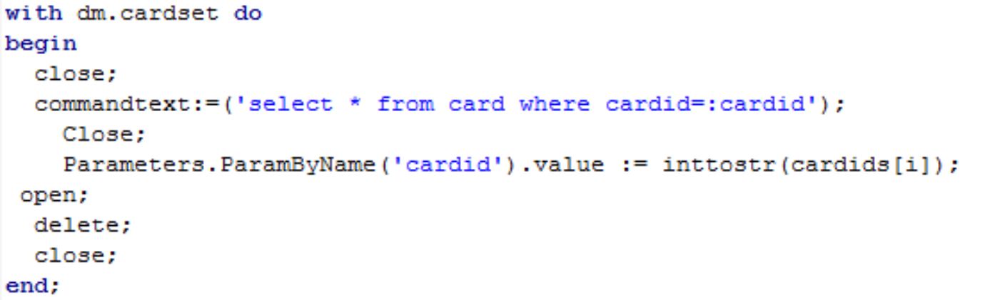 with dm.cardset do
begin
close;
commandtext:=('select * from card where cardid=:cardid');
Close;
Parameters.ParamByName('cardid').value := inttostr(cardids[i]);
open;
delete;
close;
end;